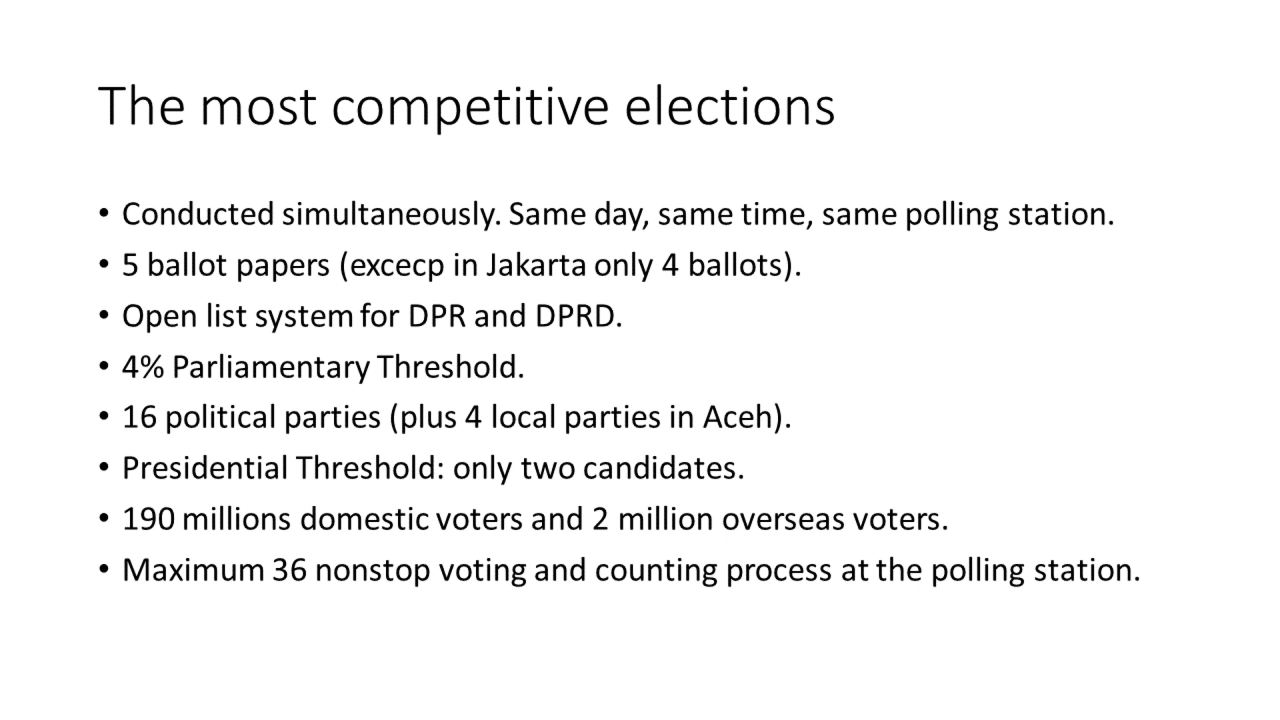 The most competitive elections
• Conducted simultaneously. Same day, same time, same polling station.
• 5 ballot papers (excecp in Jakarta only 4 ballots).
• Open list system for DPR and DPRD.
• 4% Parliamentary Threshold.
• 16 political parties (plus 4 local parties in Aceh).
• Presidential Threshold: only two candidates.
• 190 millions domestic voters and 2 million overseas voters.
• Maximum 36 nonstop voting and counting process at the polling station.